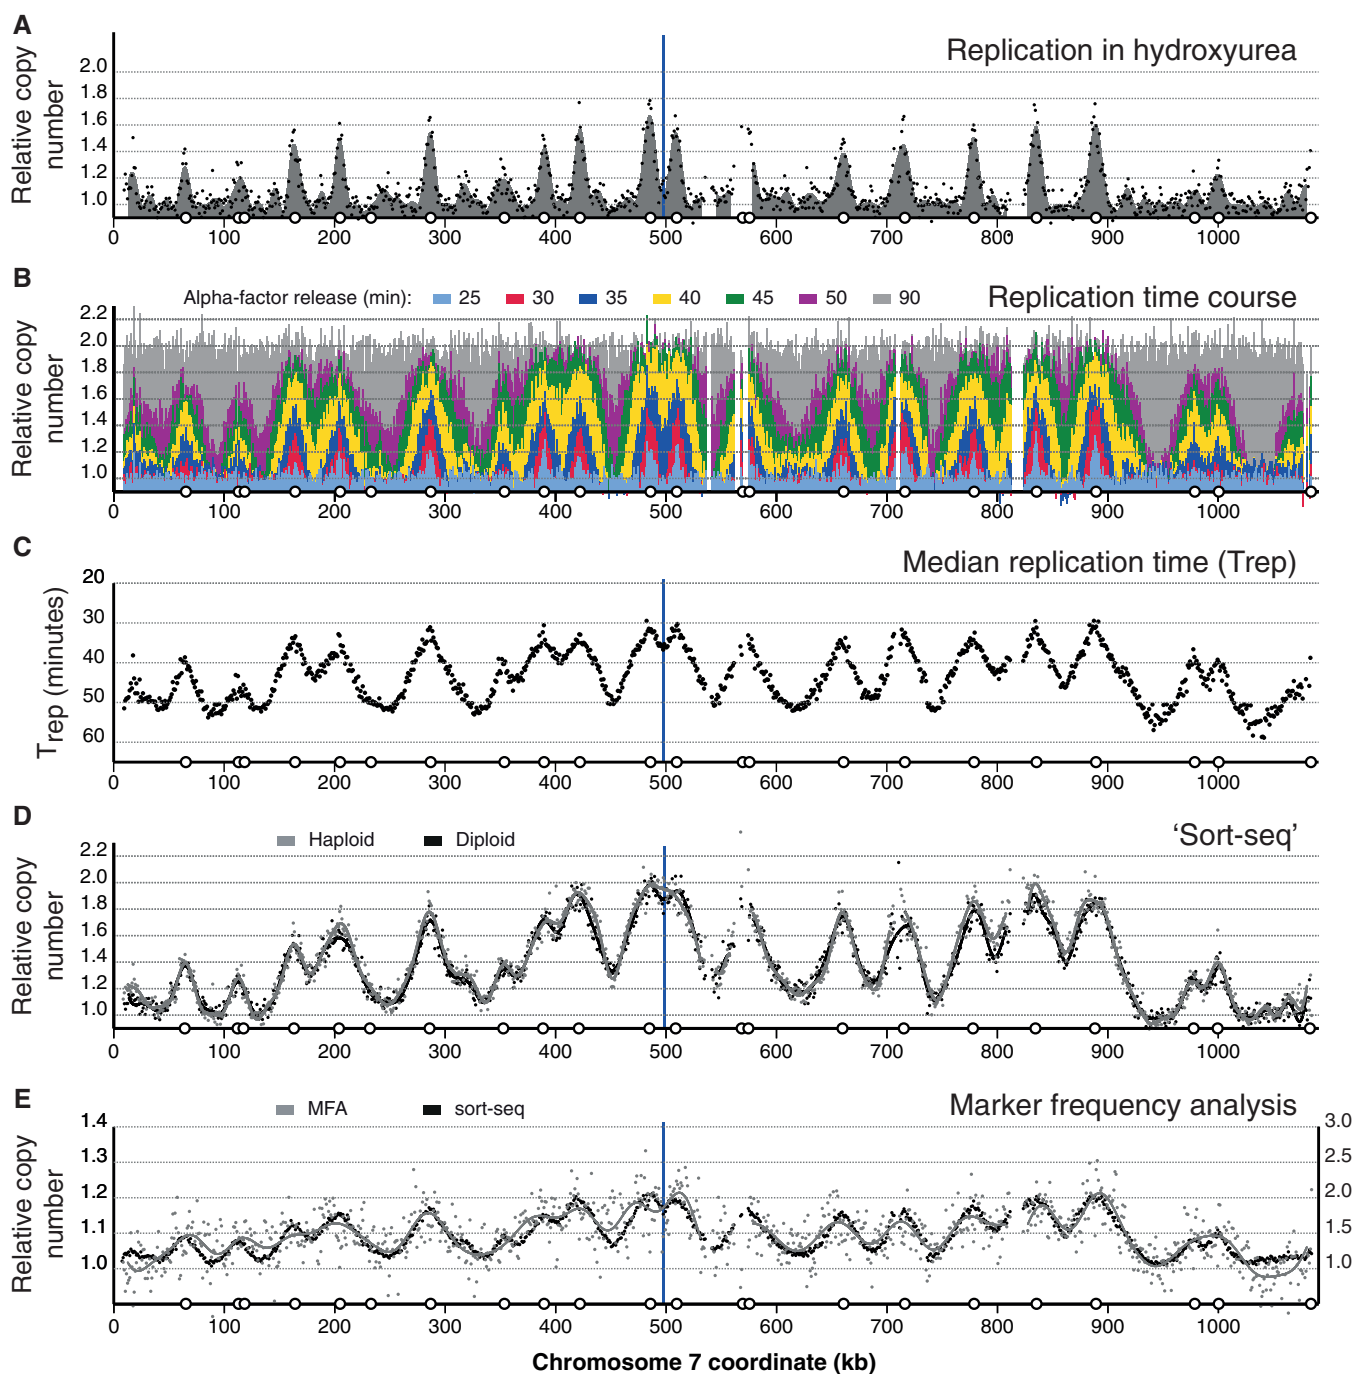 A
Replication in hydroxyurea
Relative copy
number
2.0
1.8
1.6
1.4
1.2
1.0
0 100 200 300 400 500 600 700 800 900 1000
B
Alpha-factor release (min): 25 30 35 40 45 50 90
Replication time course
Relative copy
number
2.2
2.0
1.8
1.6
1.4
1.2
1.0
0 100 200 300 400 500 600 700 800 900 1000
C
Median replication time (Trep)
Trep (minutes)
20
30
40
50
60
0 100 200 300 400 500 600 700 800 900 1000
D
Haploid Diploid
‘Sort-seq’
Relative copy
number
2.2
2.0
1.8
1.6
1.4
1.2
1.0
0 100 200 300 400 500 600 700 800 900 1000
E
MFA sort-seq
Marker frequency analysis
Relative copy
number
1.4
1.3
1.2
1.1
1.0
3.0
2.5
2.0
1.5
1.0
0 100 200 300 400 500 600 700 800 900 1000
Chromosome 7 coordinate (kb)